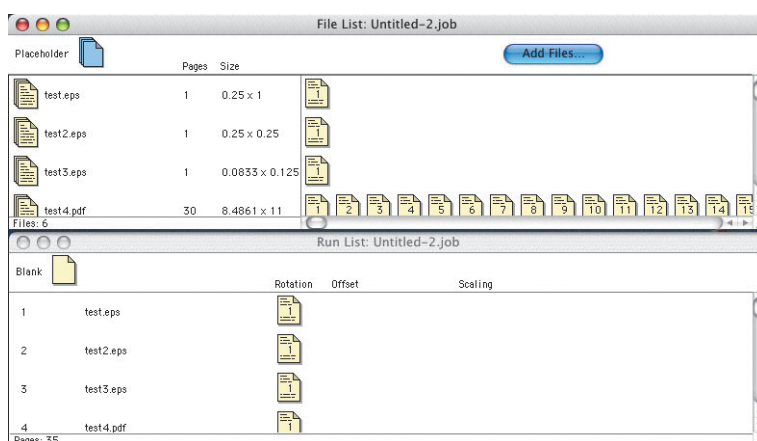 File List: Untitled-2.job
Placeholder
Add Files...
Pages Size
test.eps 1 0.25 x 1 1
test2.eps 1 0.25 x 0.25 1
test3.eps 1 0.0833 x 0.125 1
test4.pdf 30 8.4861 x 11 1 2 3 4 5 6 7 8 9 10 11 12 13 14 15
Files: 6
Run List: Untitled-2.job
Blank
Rotation Offset Scaling
1 test.eps 1
2 test2.eps 1
3 test3.eps 1
4 test4.pdf 1
Pages: 35